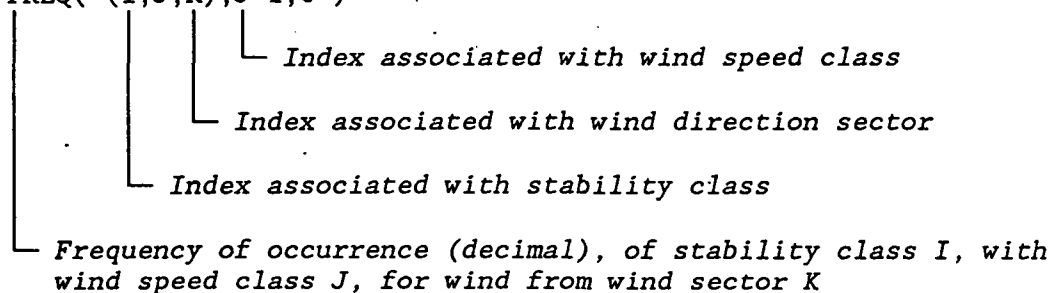 Index associated with wind speed class
Index associated with wind direction sector
Index associated with stability class
Frequency of occurrence (decimal), of stability class I, with
wind speed class J, for wind from wind sector K